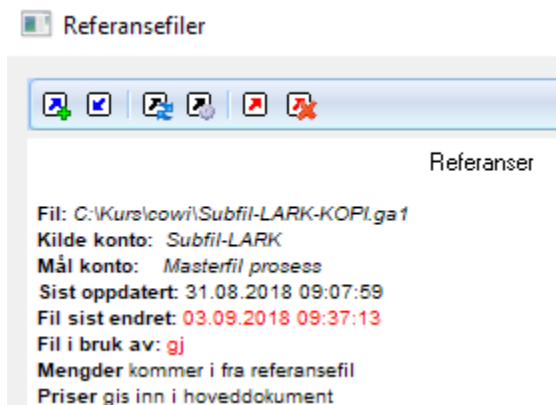 Referansefiler
Referanser
Fil: C:\Kurs\cowi\Subfil-LARK-KOPI.ga1
Kilde konto: Subfil-LARK
Mål konto: Masterfil prosess
Sist oppdatert: 31.08.2018 09:07:59
Fil sist endret: 03.09.2018 09:37:13
Fil i bruk av: gj
Mengder kommer i fra referansefil
Priser gis inn i hoveddokument